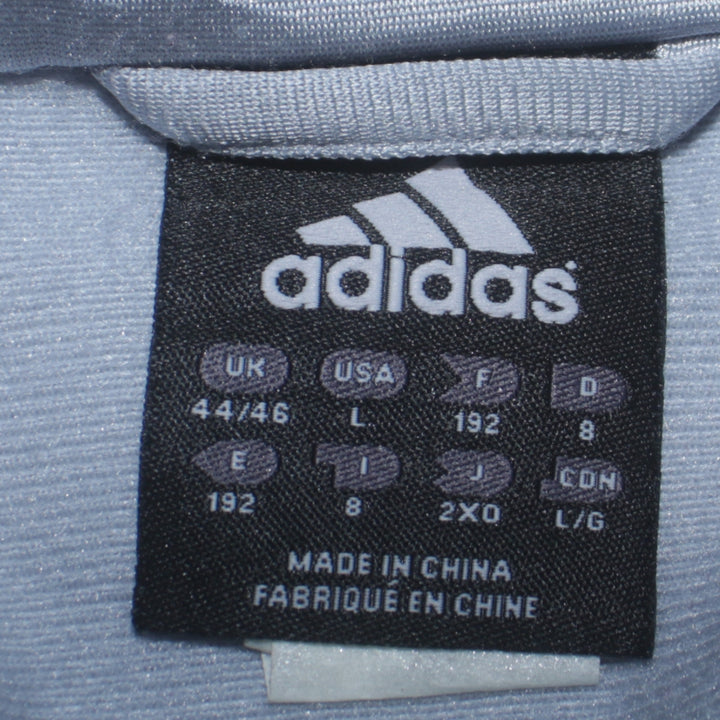 adidas
UK USA F D
44/46 L 192 8
E I J CDN
192 8 2XO L/G
MADE IN CHINA
FABRIQUÉ EN CHINE